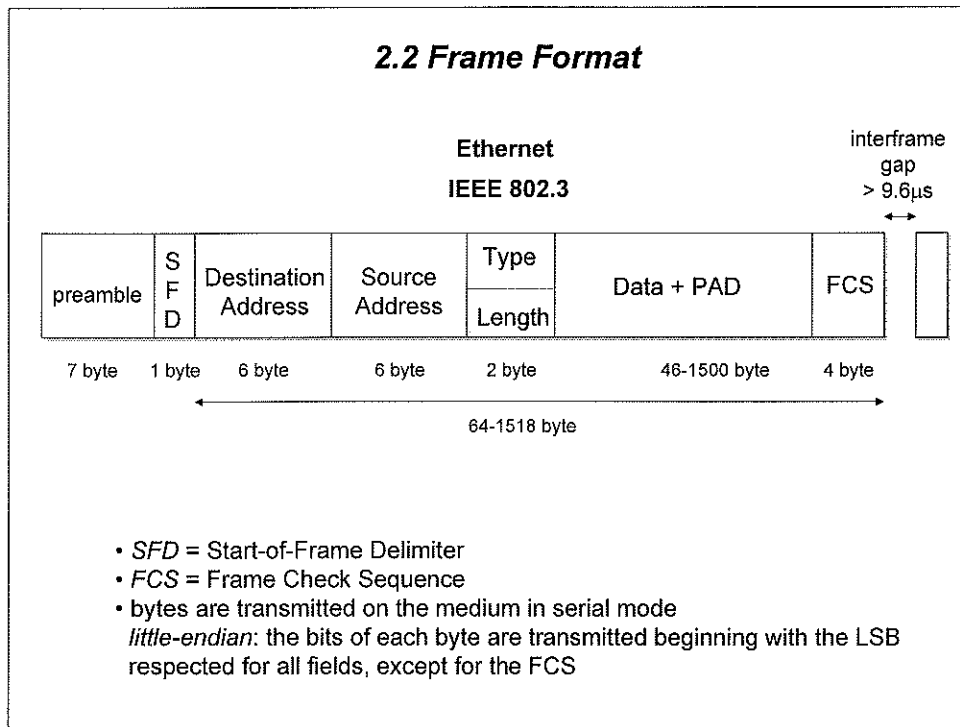 2.2 Frame Format
Ethernet
IEEE 802.3
interframe
gap
> 9.6µs
preamble
S
F
D
Destination
Address
Source
Address
Type
Length
Data + PAD
FCS
7 byte
1 byte
6 byte
6 byte
2 byte
46-1500 byte
4 byte
64-1518 byte
• SFD = Start-of-Frame Delimiter
• FCS = Frame Check Sequence
• bytes are transmitted on the medium in serial mode
little-endian: the bits of each byte are transmitted beginning with the LSB
respected for all fields, except for the FCS